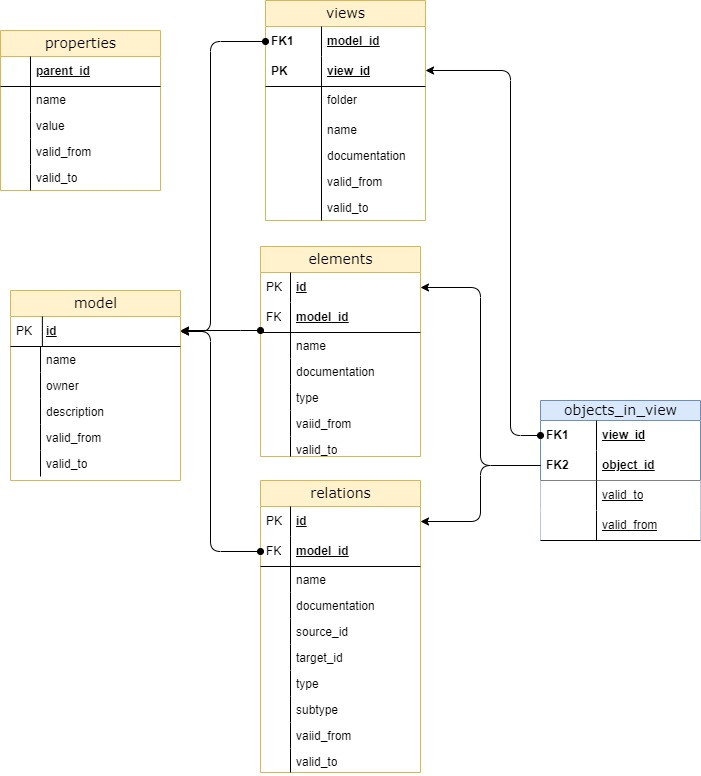 properties
parent_id
name
value
valid_from
valid_to
views
FK1 model_id
PK view_id
folder
name
documentation
valid_from
valid_to
model
PK id
name
owner
description
valid_from
valid_to
elements
PK id
FK model_id
name
documentation
type
vaiid_from
valid_to
relations
PK id
FK model_id
name
documentation
source_id
target_id
type
subtype
vaiid_from
valid_to
objects_in_view
FK1 view_id
FK2 object_id
valid_to
valid_from